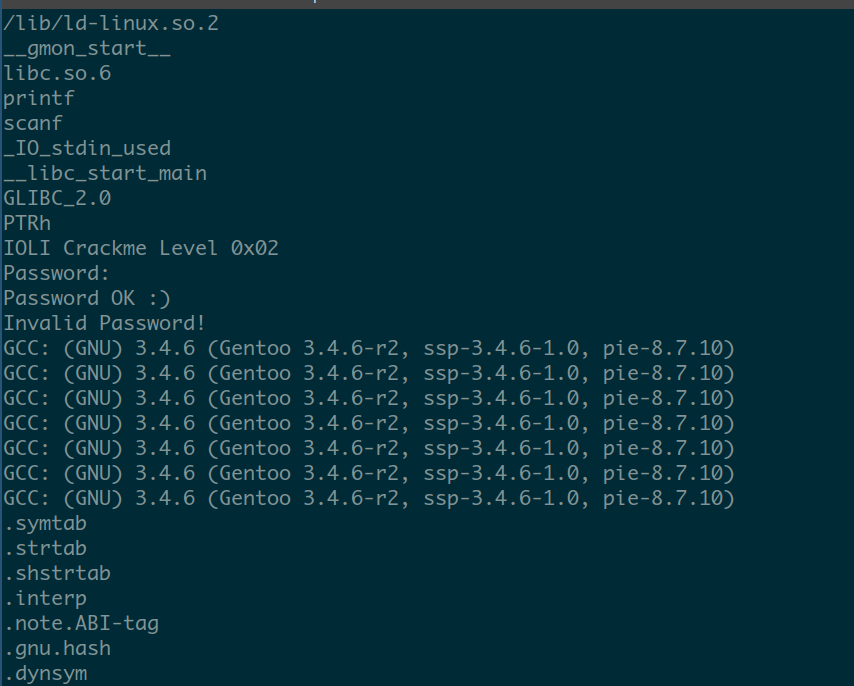 /lib/ld-linux.so.2
__gmon_start__
libc.so.6
printf
scanf
_IO_stdin_used
__libc_start_main
GLIBC_2.0
PTRh
IOLI Crackme Level 0x02
Password:
Password OK :)
Invalid Password!
GCC: (GNU) 3.4.6 (Gentoo 3.4.6-r2, ssp-3.4.6-1.0, pie-8.7.10)
GCC: (GNU) 3.4.6 (Gentoo 3.4.6-r2, ssp-3.4.6-1.0, pie-8.7.10)
GCC: (GNU) 3.4.6 (Gentoo 3.4.6-r2, ssp-3.4.6-1.0, pie-8.7.10)
GCC: (GNU) 3.4.6 (Gentoo 3.4.6-r2, ssp-3.4.6-1.0, pie-8.7.10)
GCC: (GNU) 3.4.6 (Gentoo 3.4.6-r2, ssp-3.4.6-1.0, pie-8.7.10)
GCC: (GNU) 3.4.6 (Gentoo 3.4.6-r2, ssp-3.4.6-1.0, pie-8.7.10)
GCC: (GNU) 3.4.6 (Gentoo 3.4.6-r2, ssp-3.4.6-1.0, pie-8.7.10)
.symtab
.strtab
.shstrtab
.interp
.note.ABI-tag
.gnu.hash
.dynsym